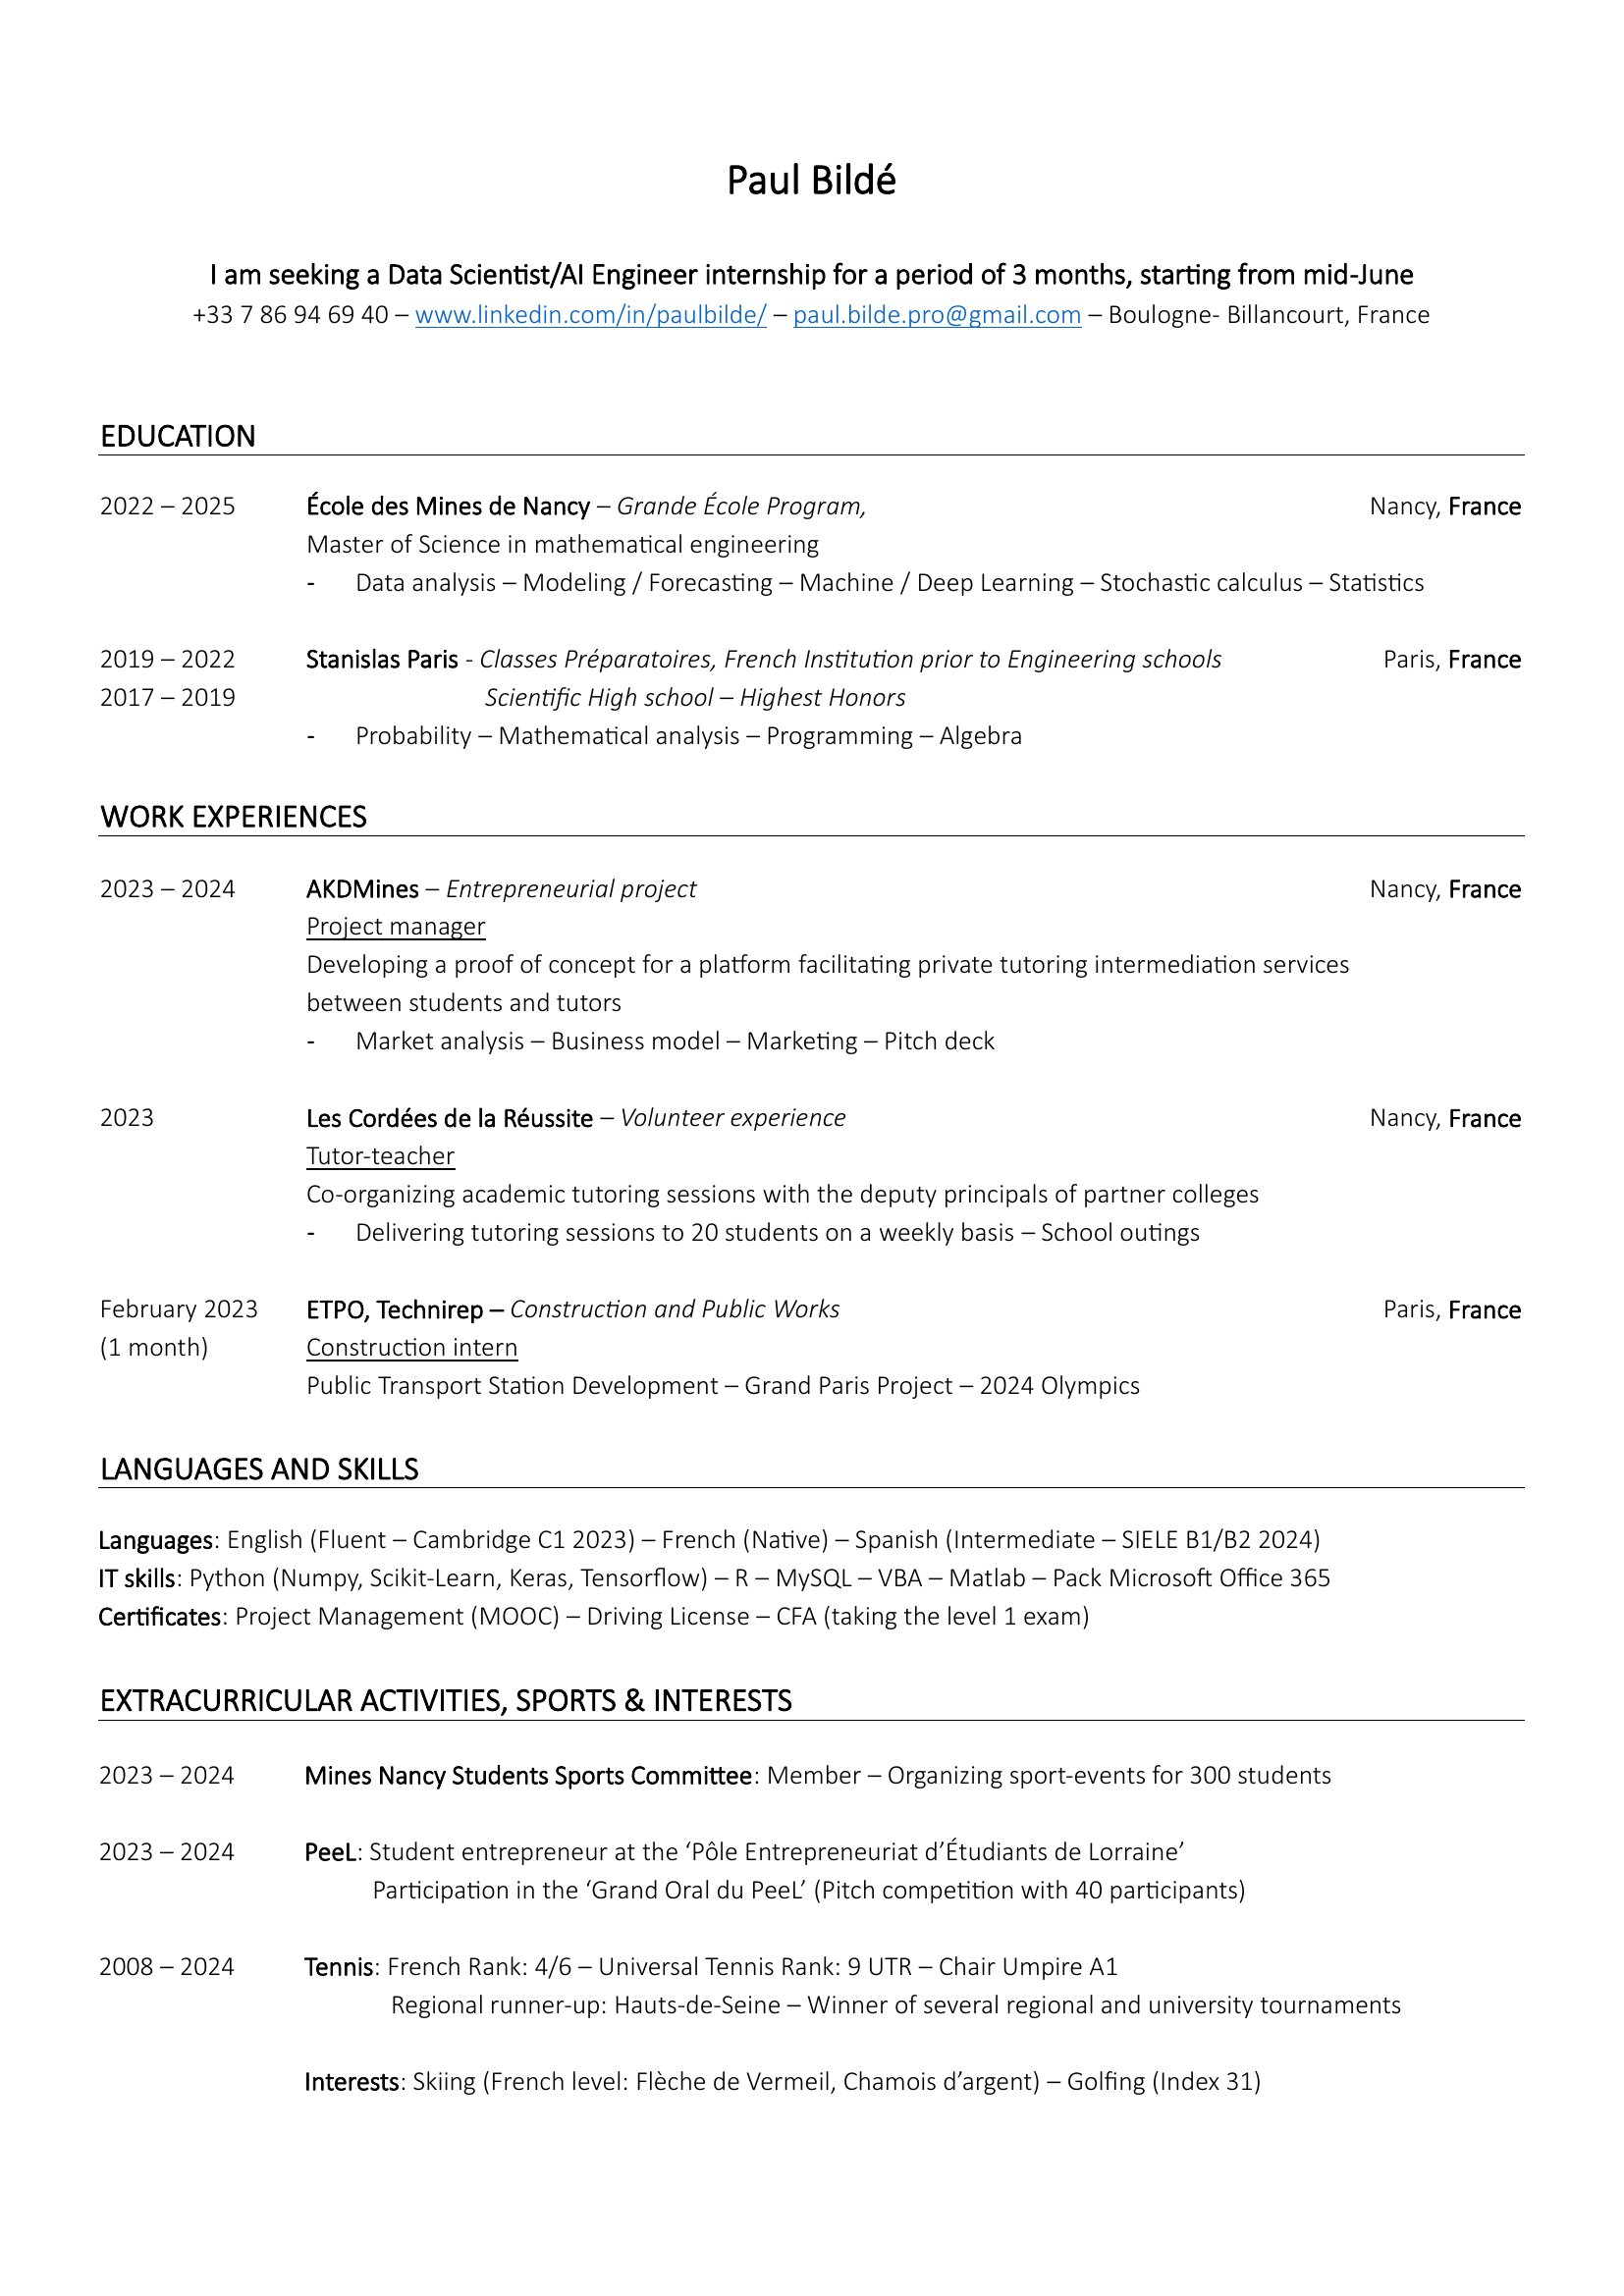 Paul Bildé
I am seeking a Data Scientist/AI Engineer internship for a period of 3 months, starting from mid-June
+33 7 86 94 69 40 – www.linkedin.com/in/paulbilde/ – paul.bilde.pro@gmail.com – Boulogne- Billancourt, France
EDUCATION
2022 – 2025 École des Mines de Nancy – Grande École Program, Nancy, France
Master of Science in mathematical engineering
- Data analysis – Modeling / Forecasting – Machine / Deep Learning – Stochastic calculus – Statistics
2019 – 2022 Stanislas Paris - Classes Préparatoires, French Institution prior to Engineering schools Paris, France
2017 – 2019 Scientific High school – Highest Honors
- Probability – Mathematical analysis – Programming – Algebra
WORK EXPERIENCES
2023 – 2024 AKDMines – Entrepreneurial project Nancy, France
Project manager
Developing a proof of concept for a platform facilitating private tutoring intermediation services
between students and tutors
- Market analysis – Business model – Marketing – Pitch deck
2023 Les Cordées de la Réussite – Volunteer experience Nancy, France
Tutor-teacher
Co-organizing academic tutoring sessions with the deputy principals of partner colleges
- Delivering tutoring sessions to 20 students on a weekly basis – School outings
February 2023 ETPO, Technirep – Construction and Public Works Paris, France
(1 month) Construction intern
Public Transport Station Development – Grand Paris Project – 2024 Olympics
LANGUAGES AND SKILLS
Languages: English (Fluent – Cambridge C1 2023) – French (Native) – Spanish (Intermediate – SIELE B1/B2 2024)
IT skills: Python (Numpy, Scikit-Learn, Keras, Tensorflow) – R – MySQL – VBA – Matlab – Pack Microsoft Office 365
Certificates: Project Management (MOOC) – Driving License – CFA (taking the level 1 exam)
EXTRACURRICULAR ACTIVITIES, SPORTS & INTERESTS
2023 – 2024 Mines Nancy Students Sports Committee: Member – Organizing sport-events for 300 students
2023 – 2024 PeeL: Student entrepreneur at the ‘Pôle Entrepreneuriat d’Étudiants de Lorraine’
Participation in the ‘Grand Oral du PeeL’ (Pitch competition with 40 participants)
2008 – 2024 Tennis: French Rank: 4/6 – Universal Tennis Rank: 9 UTR – Chair Umpire A1
Regional runner-up: Hauts-de-Seine – Winner of several regional and university tournaments
Interests: Skiing (French level: Flèche de Vermeil, Chamois d’argent) – Golfing (Index 31)